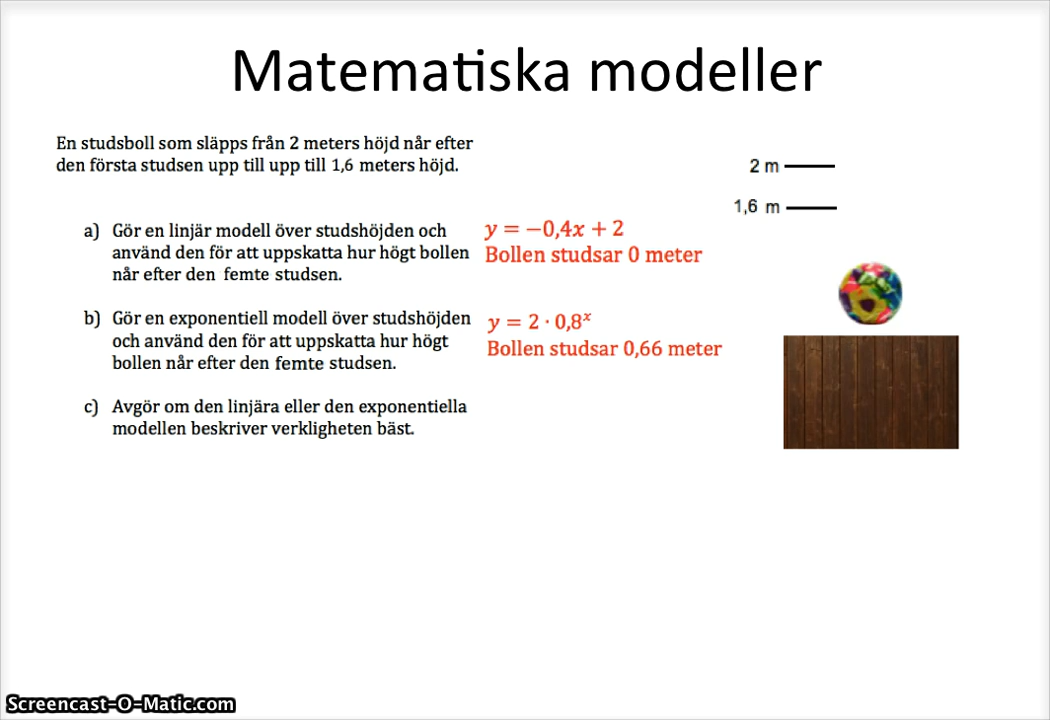 Matematiska modeller
En studsboll som släpps från 2 meters höjd når efter
den första studsen upp till upp till 1,6 meters höjd.
2 m
1,6 m
a) Gör en linjär modell över studshöjden och
använd den för att uppskatta hur högt bollen
når efter den femte studsen.
y = −0,4x + 2
Bollen studsar 0 meter
b) Gör en exponentiell modell över studshöjden
och använd den för att uppskatta hur högt
bollen når efter den femte studsen.
y = 2 · 0,8ˣ
Bollen studsar 0,66 meter
c) Avgör om den linjära eller den exponentiella
modellen beskriver verkligheten bäst.
Screencast-O-Matic.com